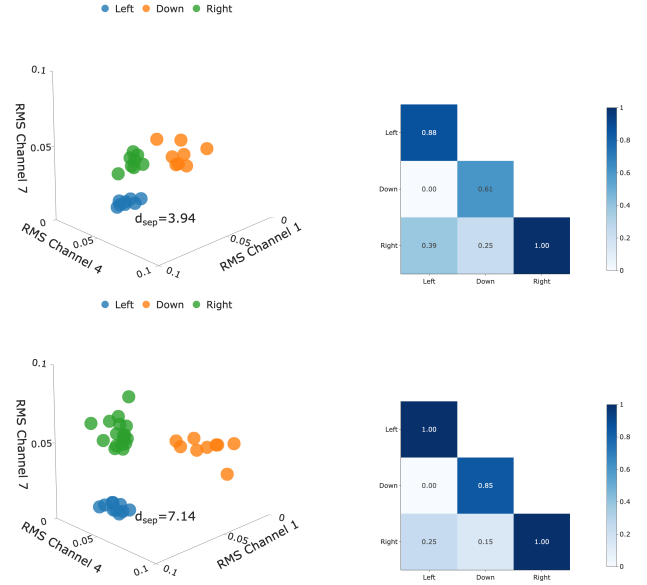 Left Down Right
0.1
0.05
0
RMS Channel 7
RMS Channel 4
0.05
0.1
0.1
0.05
0
RMS Channel 1
d_sep=3.94
Left
Down
Right
0.88
0.00
0.61
0.39
0.25
1.00
Left Down Right
1
0.8
0.6
0.4
0.2
0
Left Down Right
0.1
0.05
0
RMS Channel 7
RMS Channel 4
0.05
0.1
0.1
0.05
0
RMS Channel 1
d_sep=7.14
Left
Down
Right
1.00
0.00
0.85
0.25
0.15
1.00
Left Down Right
1
0.8
0.6
0.4
0.2
0